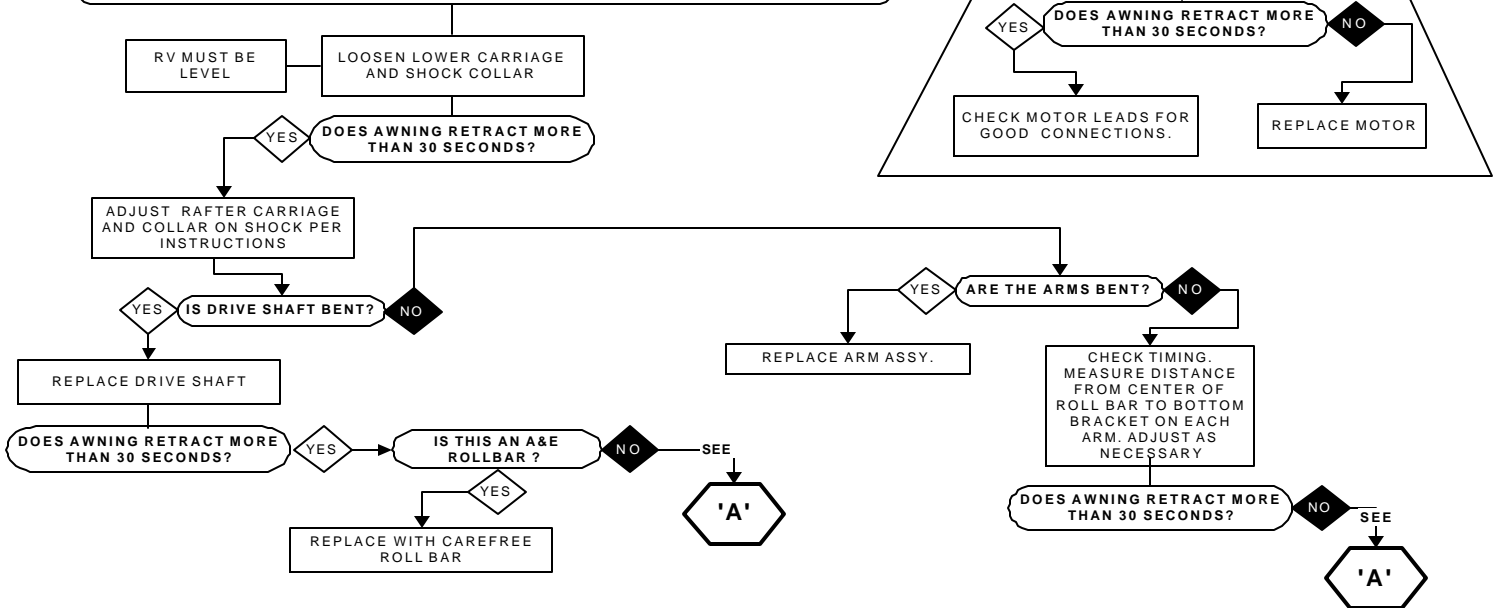 RV MUST BE
LEVEL
LOOSEN LOWER CARRIAGE
AND SHOCK COLLAR
YES
DOES AWNING RETRACT MORE
THAN 30 SECONDS?
ADJUST RAFTER CARRIAGE
AND COLLAR ON SHOCK PER
INSTRUCTIONS
YES
IS DRIVE SHAFT BENT?
NO
REPLACE DRIVE SHAFT
DOES AWNING RETRACT MORE
THAN 30 SECONDS?
YES
IS THIS AN A&E
ROLLBAR ?
NO
SEE
'A'
YES
REPLACE WITH CAREFREE
ROLL BAR
YES
DOES AWNING RETRACT MORE
THAN 30 SECONDS?
NO
CHECK MOTOR LEADS FOR
GOOD CONNECTIONS.
REPLACE MOTOR
YES
ARE THE ARMS BENT?
NO
REPLACE ARM ASSY.
CHECK TIMING.
MEASURE DISTANCE
FROM CENTER OF
ROLL BAR TO BOTTOM
BRACKET ON EACH
ARM. ADJUST AS
NECESSARY
DOES AWNING RETRACT MORE
THAN 30 SECONDS?
NO
SEE
'A'